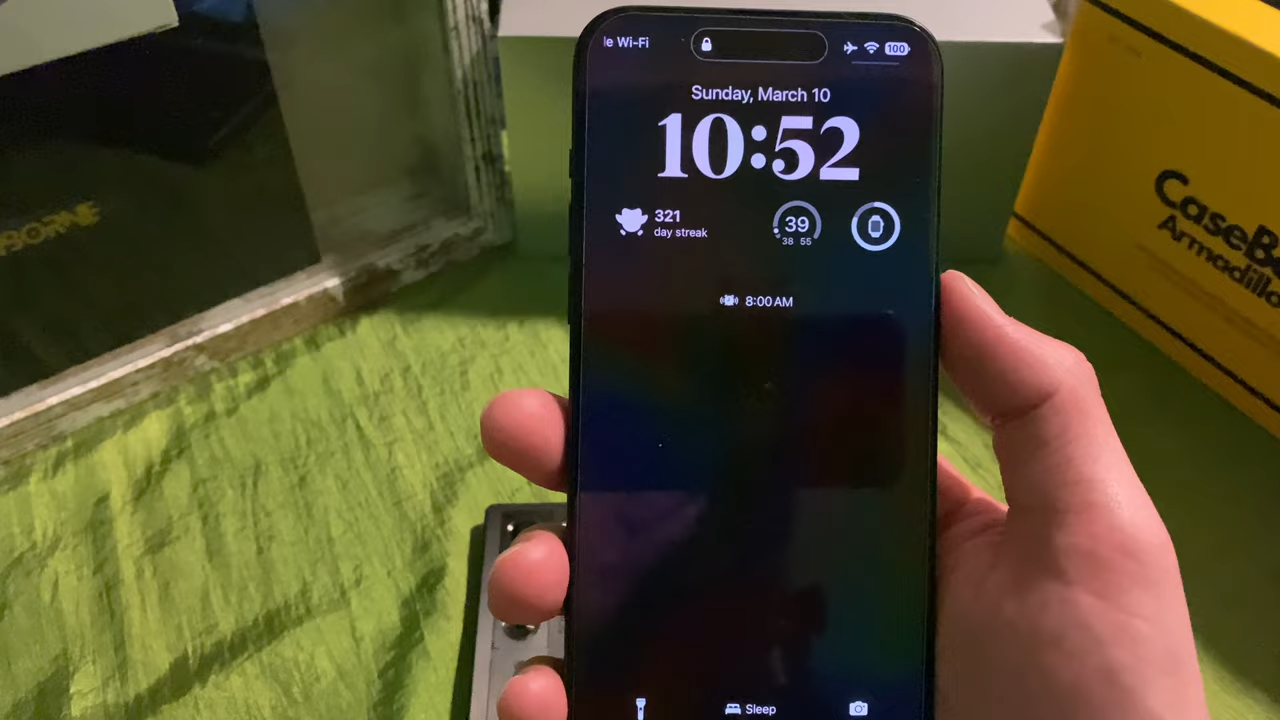 BORNE
le Wi-Fi
100
Sunday, March 10
10:52
321
day streak
39
38 55
8:00 AM
Sleep
CaseB
Armadillo